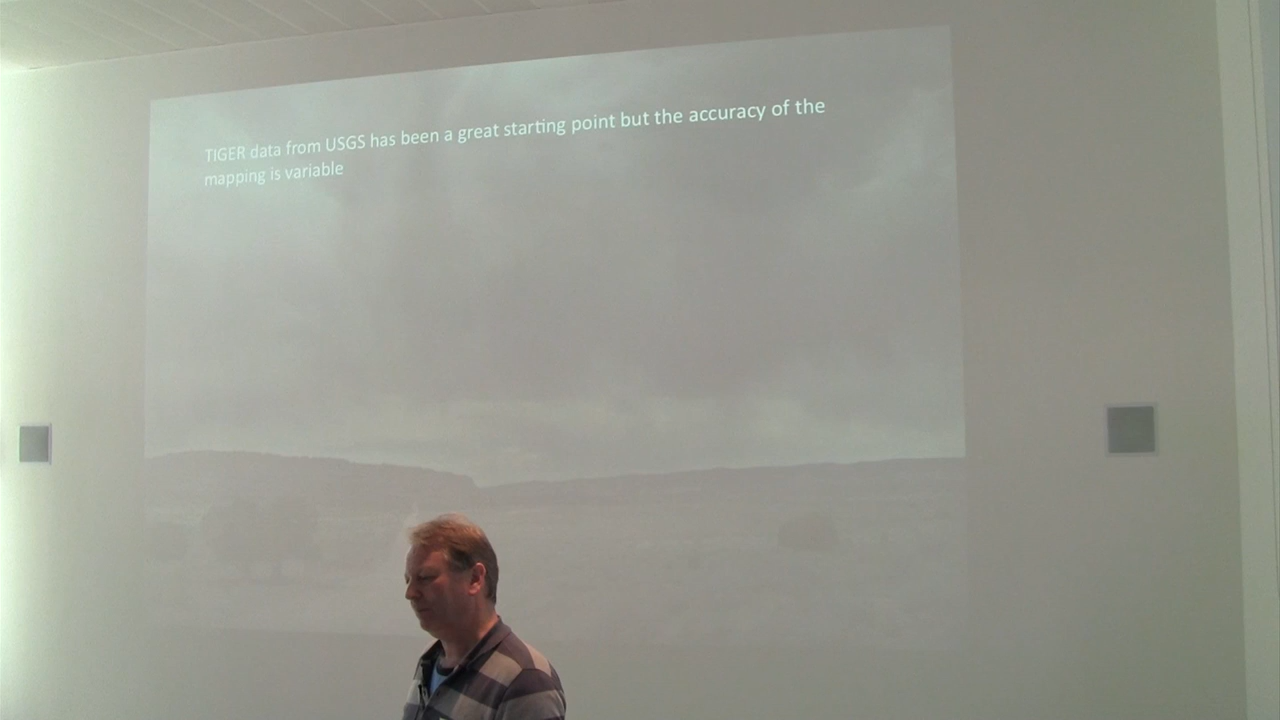 TIGER data from USGS has been a great starting point but the accuracy of the
mapping is variable